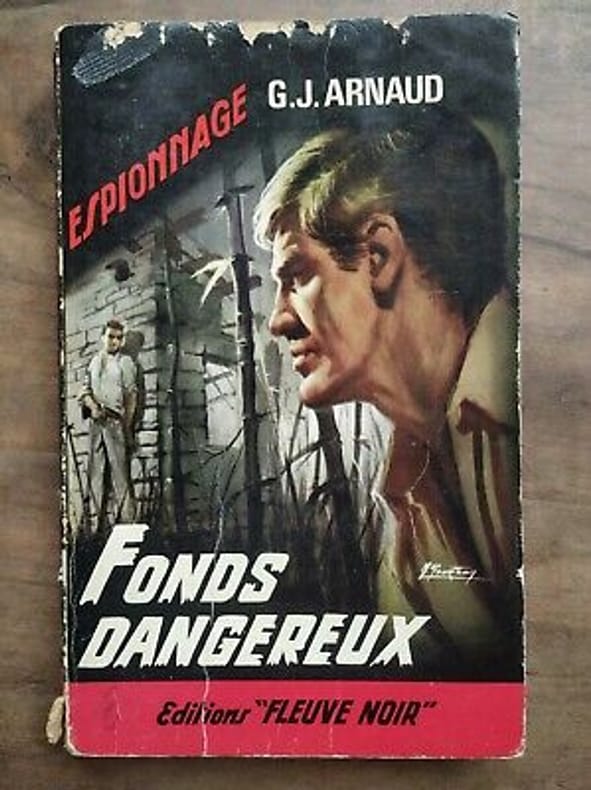 G.J. ARNAUD
ESPIONNAGE
FONDS
DANGEREUX
Editions "FLEUVE NOIR"